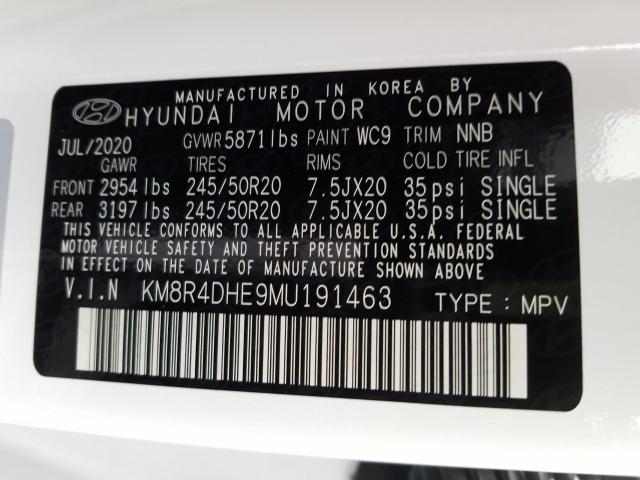 MANUFACTURED IN KOREA BY
HYUNDAI MOTOR COMPANY
JUL/2020 GVWR 5871lbs PAINT WC9 TRIM NNB
GAWR TIRES RIMS COLD TIRE INFL
FRONT 2954 lbs 245/50R20 7.5JX20 35psi SINGLE
REAR 3197 lbs 245/50R20 7.5JX20 35psi SINGLE
THIS VEHICLE CONFORMS TO ALL APPLICABLE U.S.A. FEDERAL
MOTOR VEHICLE SAFETY AND THEFT PREVENTION STANDARDS
IN EFFECT ON THE DATE OF MANUFACTURE SHOWN ABOVE.
V.I.N KM8R4DHE9MU191463 TYPE : MPV